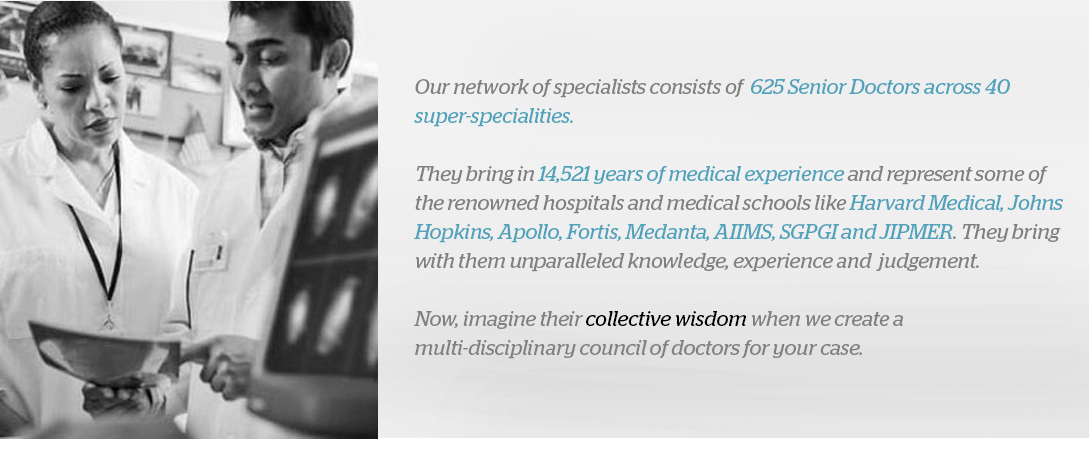 Our network of specialists consists of 625 Senior Doctors across 40
super-specialities.
They bring in 14,521 years of medical experience and represent some of
the renowned hospitals and medical schools like Harvard Medical, Johns
Hopkins, Apollo, Fortis, Medanta, AIIMS, SGPGI and JIPMER. They bring
with them unparalleled knowledge, experience and judgement.
Now, imagine their collective wisdom when we create a
multi-disciplinary council of doctors for your case.